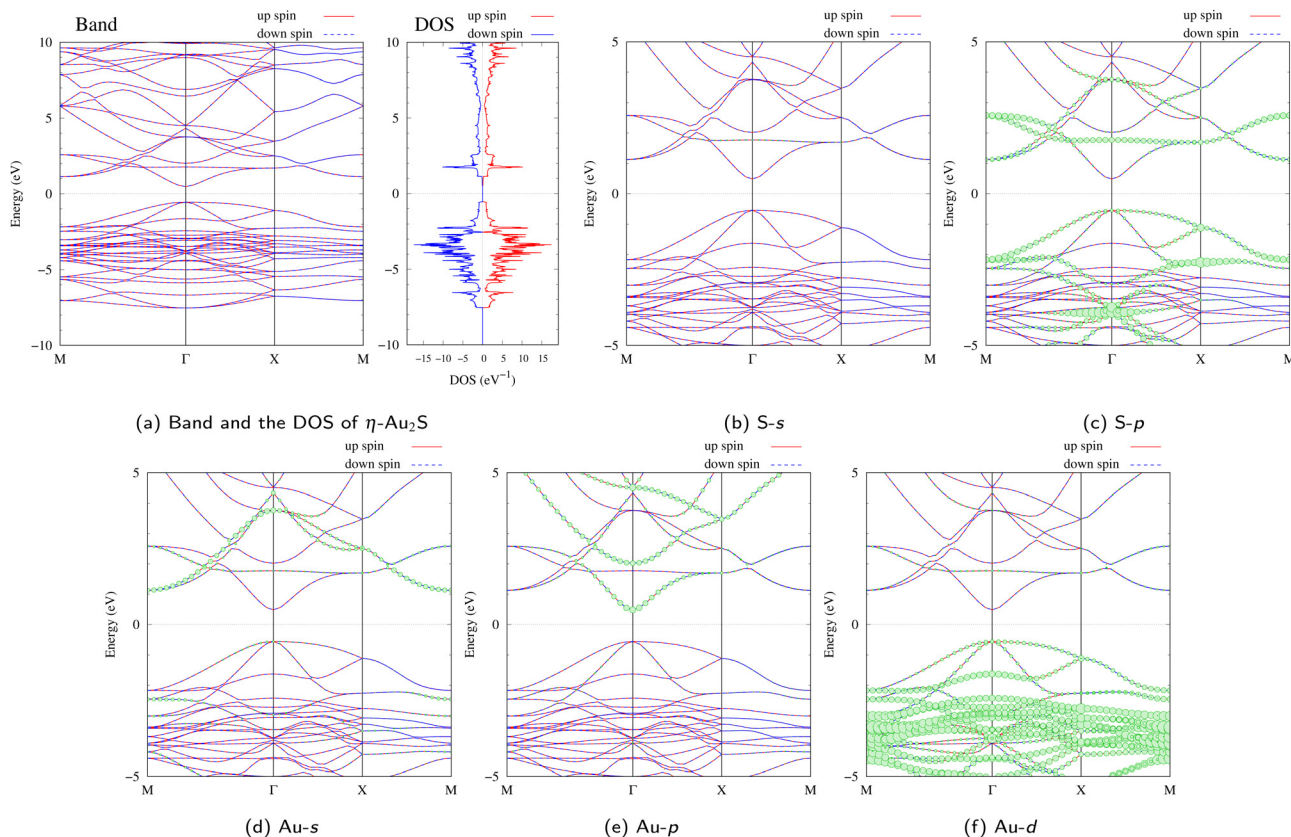 Band
up spin
down spin
DOS
up spin
down spin
10
5
0
−5
−10
Energy (eV)
M Γ X M
10
5
0
−5
−10
−15 −10 −5 0 5 10 15
DOS (eV⁻¹)
(a) Band and the DOS of η-Au₂S
up spin
down spin
5
0
−5
Energy (eV)
M Γ X M
(b) S-s
up spin
down spin
5
0
−5
Energy (eV)
M Γ X M
(c) S-p
up spin
down spin
5
0
−5
Energy (eV)
M Γ X M
(d) Au-s
up spin
down spin
5
0
−5
Energy (eV)
M Γ X M
(e) Au-p
up spin
down spin
5
0
−5
Energy (eV)
M Γ X M
(f) Au-d